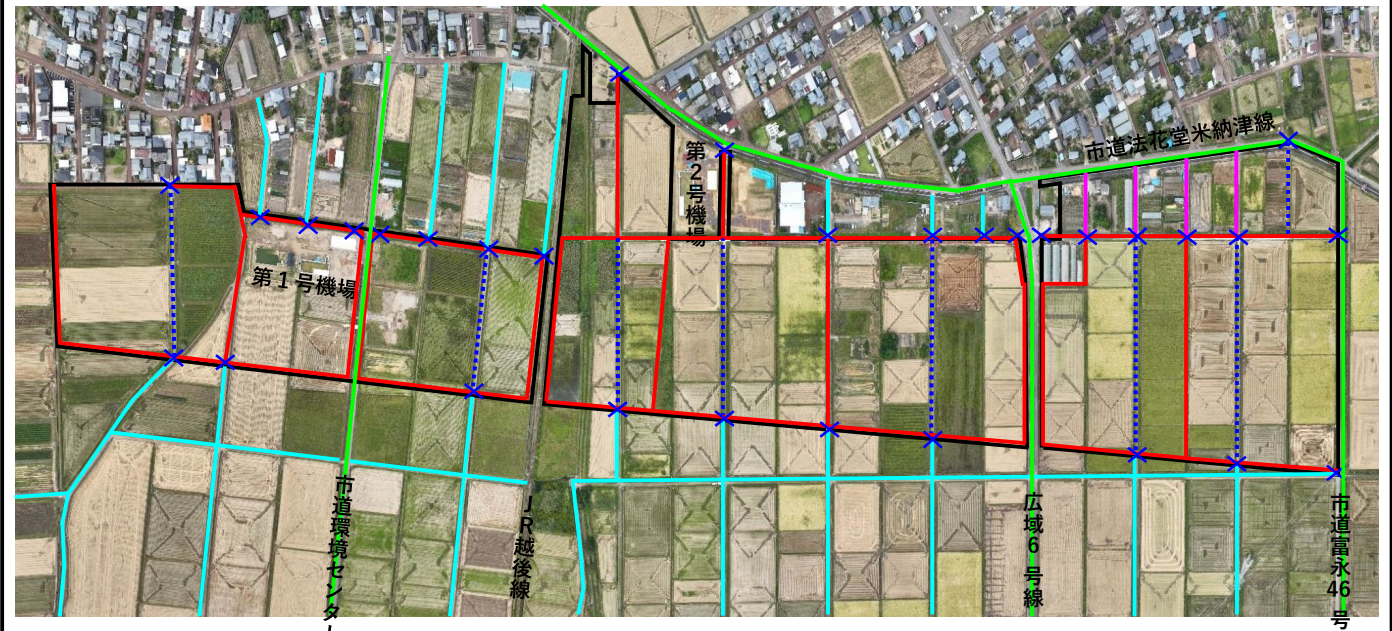 市道法花堂米納津線
第2号機場
第1号機場
市道環境センター
JR越後線
広域6号線
市道富永46号